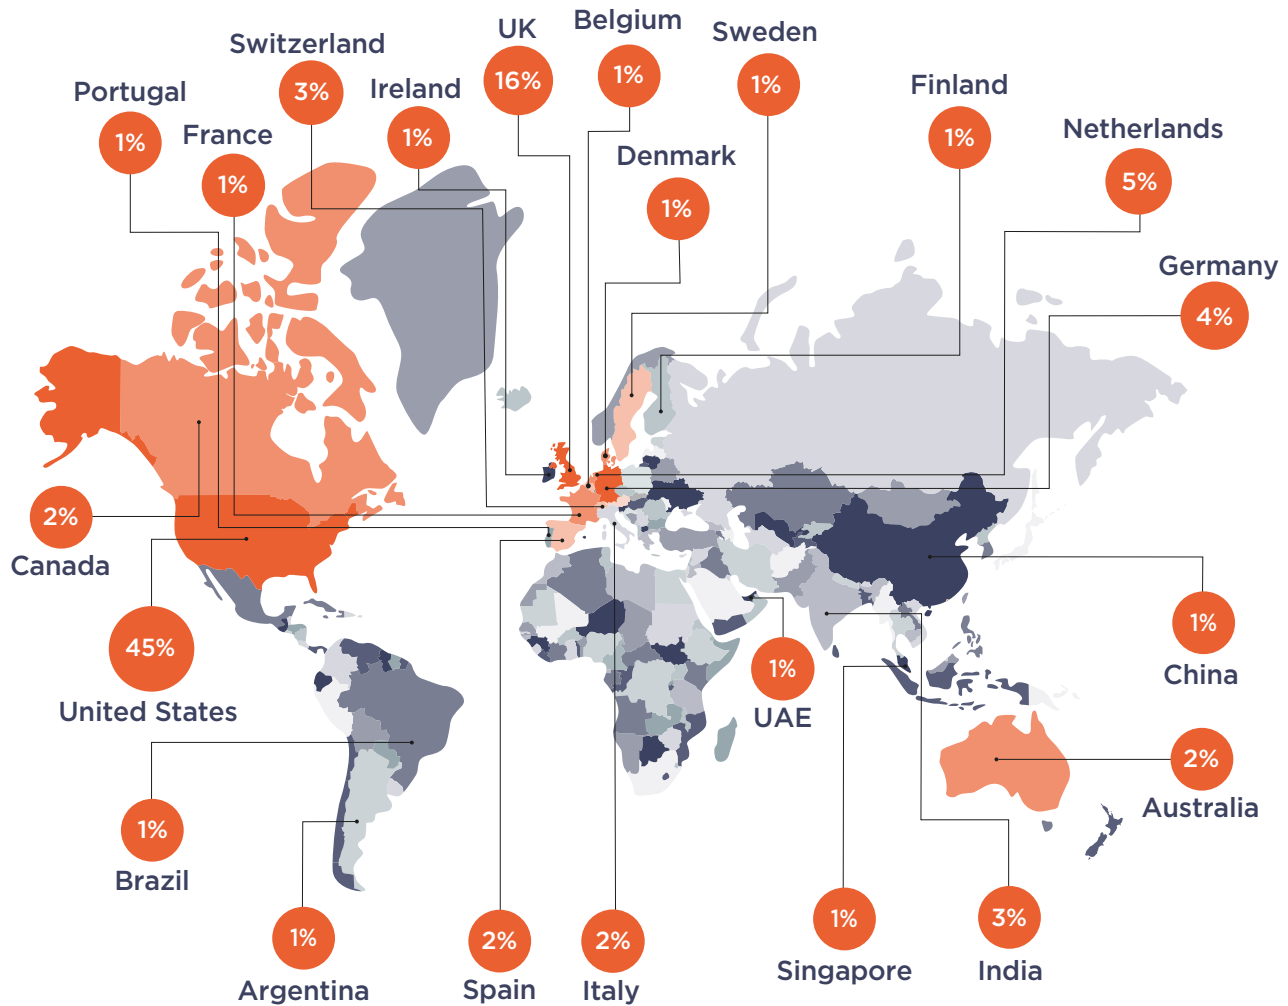 Belgium
1%
UK
16%
Sweden
1%
Switzerland
3%
Ireland
1%
Finland
1%
Portugal
1%
France
1%
Netherlands
5%
Denmark
1%
Germany
4%
2%
Canada
45%
United States
1%
China
1%
UAE
2%
Australia
1%
Brazil
1%
Argentina
2%
Spain
2%
Italy
1%
Singapore
3%
India